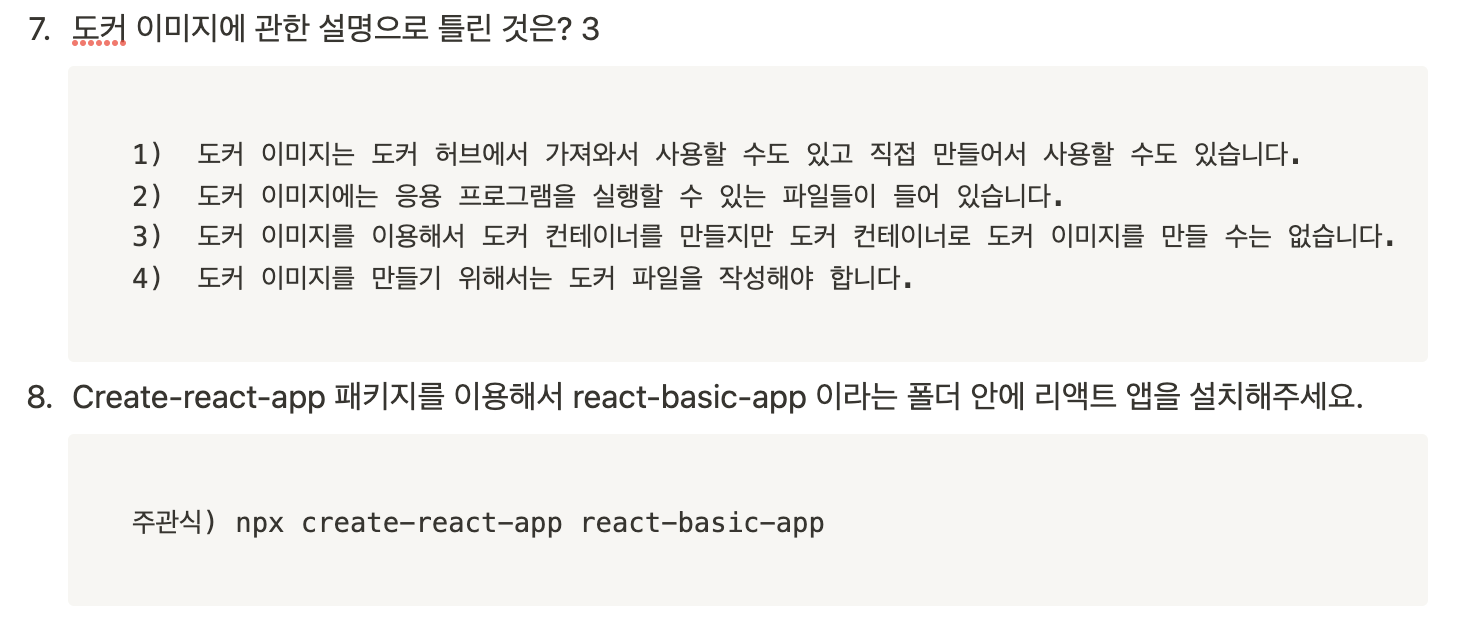 7. 도커 이미지에 관한 설명으로 틀린 것은? 3
1) 도커 이미지는 도커 허브에서 가져와서 사용할 수도 있고 직접 만들어서 사용할 수도 있습니다.
2) 도커 이미지에는 응용 프로그램을 실행할 수 있는 파일들이 들어 있습니다.
3) 도커 이미지를 이용해서 도커 컨테이너를 만들지만 도커 컨테이너로 도커 이미지를 만들 수는 없습니다.
4) 도커 이미지를 만들기 위해서는 도커 파일을 작성해야 합니다.
8. Create-react-app 패키지를 이용해서 react-basic-app 이라는 폴더 안에 리액트 앱을 설치해주세요.
주관식) npx create-react-app react-basic-app